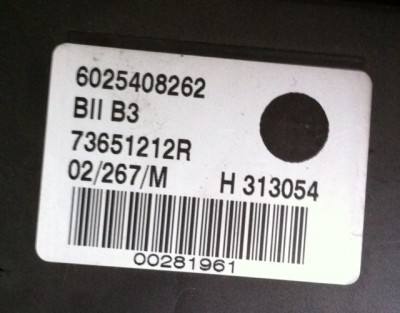 6025408262
BII B3
73651212R
02/267/M H 313054
00281961